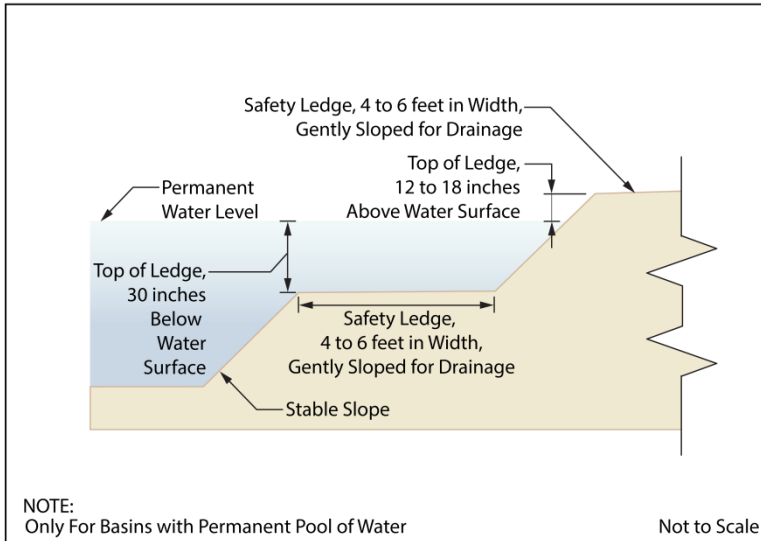 Safety Ledge, 4 to 6 feet in Width,
Gently Sloped for Drainage
Top of Ledge,
12 to 18 inches
Above Water Surface
Permanent
Water Level
Top of Ledge,
30 inches
Below
Water
Surface
Safety Ledge,
4 to 6 feet in Width,
Gently Sloped for Drainage
Stable Slope
NOTE:
Only For Basins with Permanent Pool of Water
Not to Scale